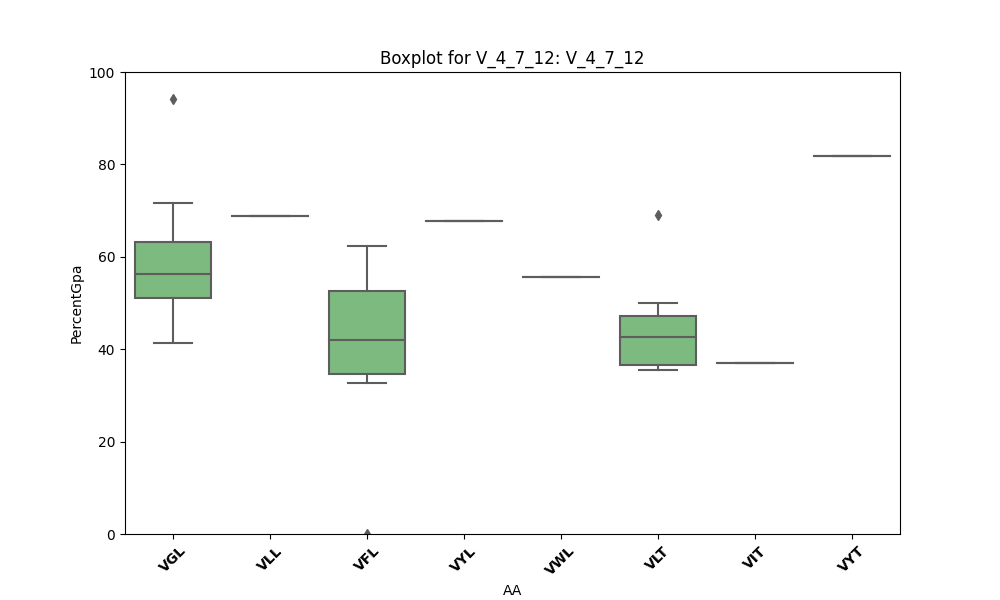 Boxplot for V_4_7_12: V_4_7_12
100
80
60
40
20
0
PercentGpa
VGL
VLL
VFL
VYL
VWL
VLT
VIT
VYT
AA